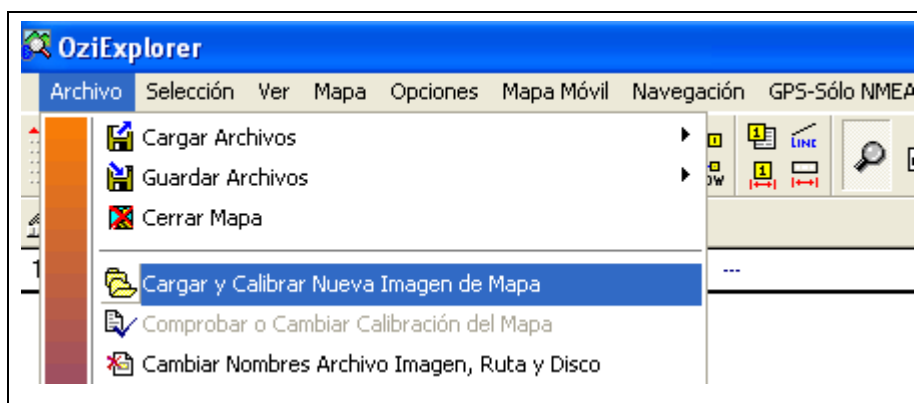 OziExplorer
Archivo Selección Ver Mapa Opciones Mapa Móvil Navegación GPS-Sólo NMEA
Cargar Archivos
Guardar Archivos
Cerrar Mapa
Cargar y Calibrar Nueva Imagen de Mapa
---
Comprobar o Cambiar Calibración del Mapa
Cambiar Nombres Archivo Imagen, Ruta y Disco